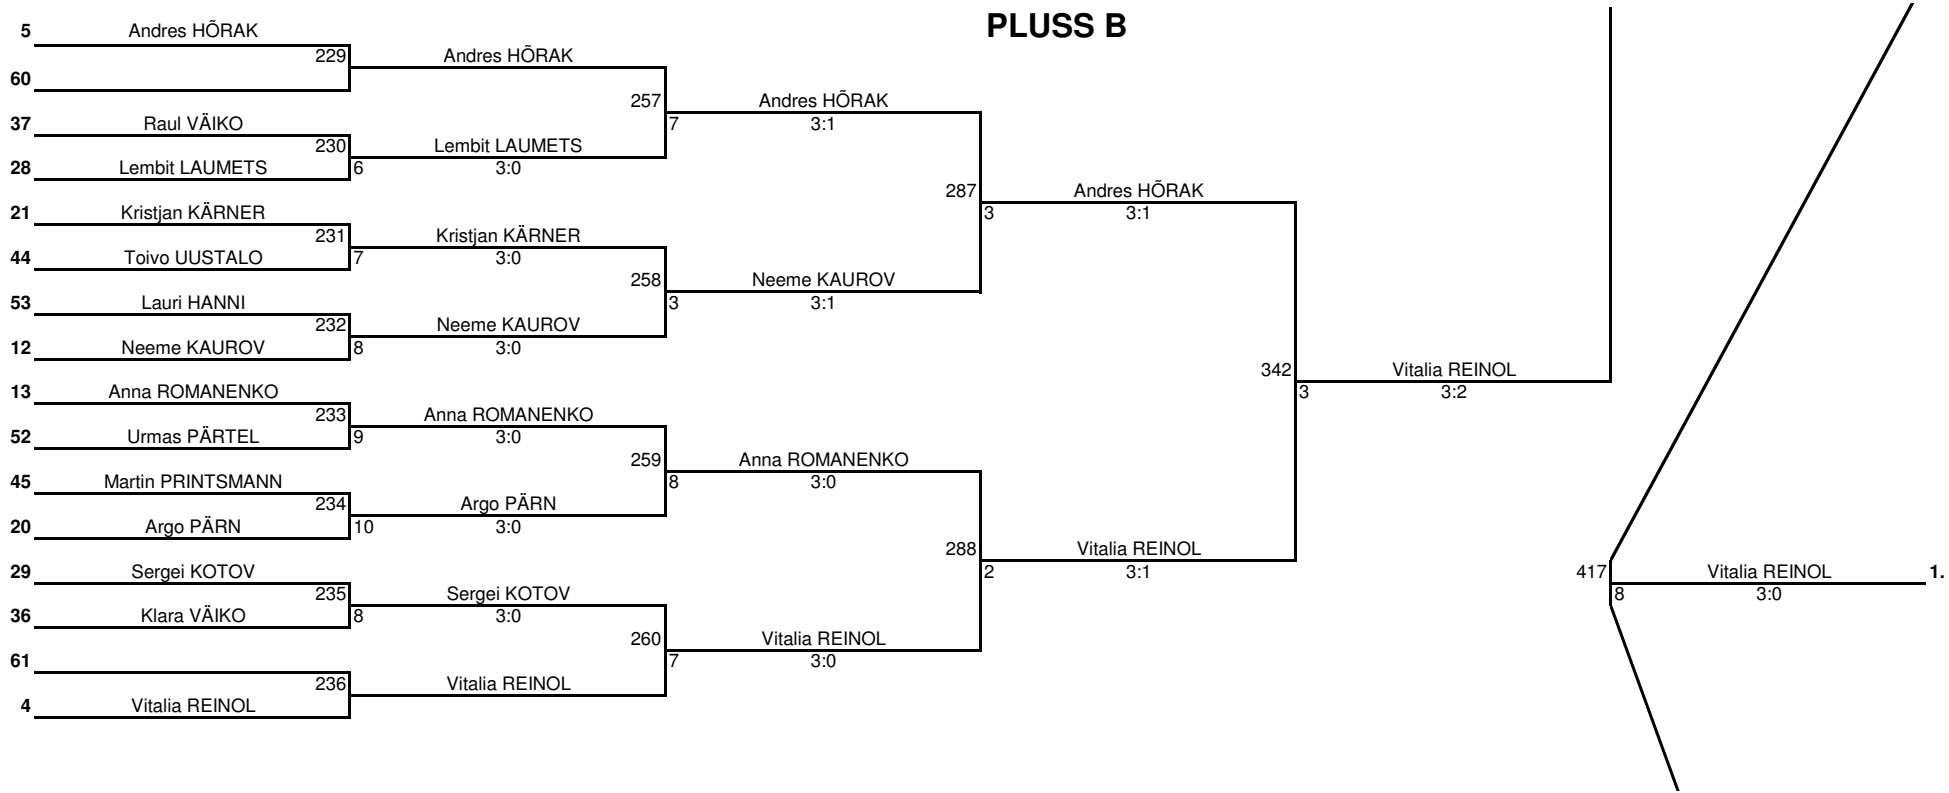 PLUSS B
5 Andres HÕRAK
229 Andres HÕRAK
60
257 Andres HÕRAK
37 Raul VÄIKO 7 3:1
230 Lembit LAUMETS
28 Lembit LAUMETS 6 3:0
287 Andres HÕRAK
21 Kristjan KÄRNER 3 3:1
231 Kristjan KÄRNER
44 Toivo UUSTALO 7 3:0
258 Neeme KAUROV
53 Lauri HANNI 3 3:1
232 Neeme KAUROV
12 Neeme KAUROV 8 3:0
342 Vitalia REINOL
13 Anna ROMANENKO 3 3:2
233 Anna ROMANENKO
52 Urmas PÄRTEL 9 3:0
259 Anna ROMANENKO
45 Martin PRINTSMANN 8 3:0
234 Argo PÄRN
20 Argo PÄRN 10 3:0
288 Vitalia REINOL
29 Sergei KOTOV 2 3:1 417 Vitalia REINOL 1.
235 Sergei KOTOV 8 3:0
36 Klara VÄIKO 8 3:0
260 Vitalia REINOL
61 7 3:0
236 Vitalia REINOL
4 Vitalia REINOL